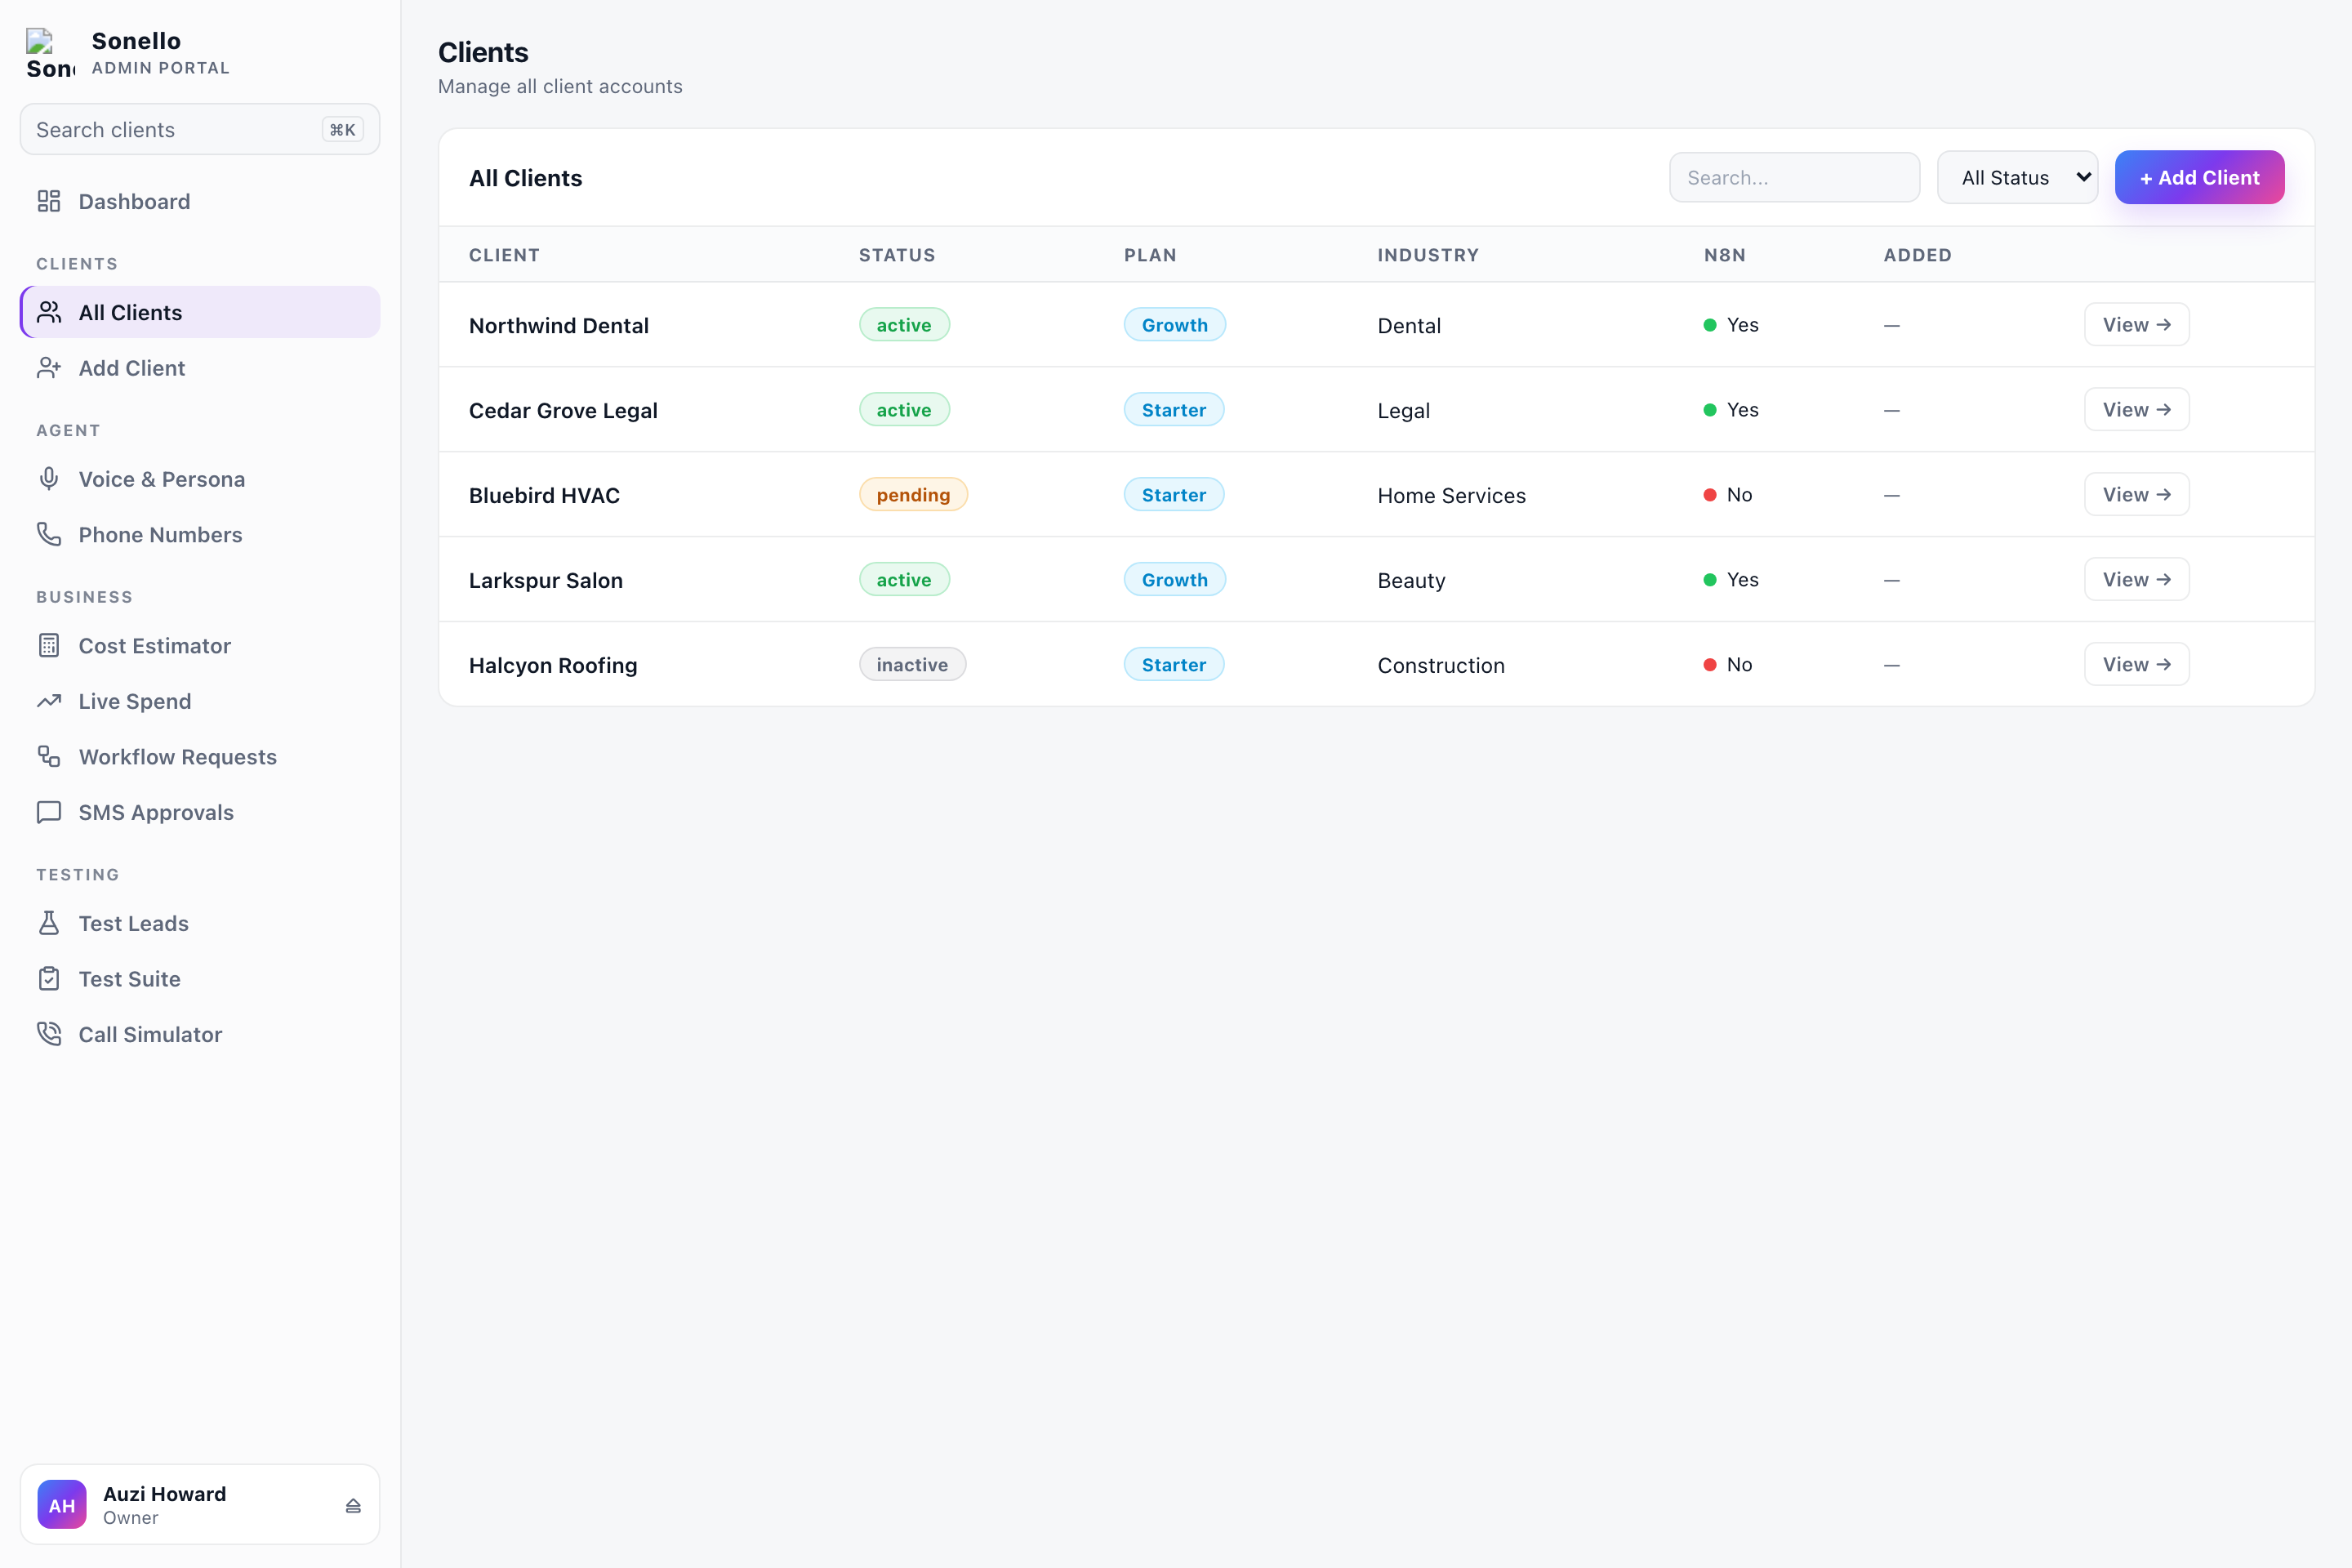 Sonello
ADMIN PORTAL
Search clients ⌘K
Dashboard
CLIENTS
All Clients
Add Client
AGENT
Voice & Persona
Phone Numbers
BUSINESS
Cost Estimator
Live Spend
Workflow Requests
SMS Approvals
TESTING
Test Leads
Test Suite
Call Simulator
AH Auzi Howard
Owner
Clients
Manage all client accounts
All Clients Search... All Status + Add Client
CLIENT STATUS PLAN INDUSTRY N8N ADDED
Northwind Dental active Growth Dental Yes — View →
Cedar Grove Legal active Starter Legal Yes — View →
Bluebird HVAC pending Starter Home Services No — View →
Larkspur Salon active Growth Beauty Yes — View →
Halcyon Roofing inactive Starter Construction No — View →